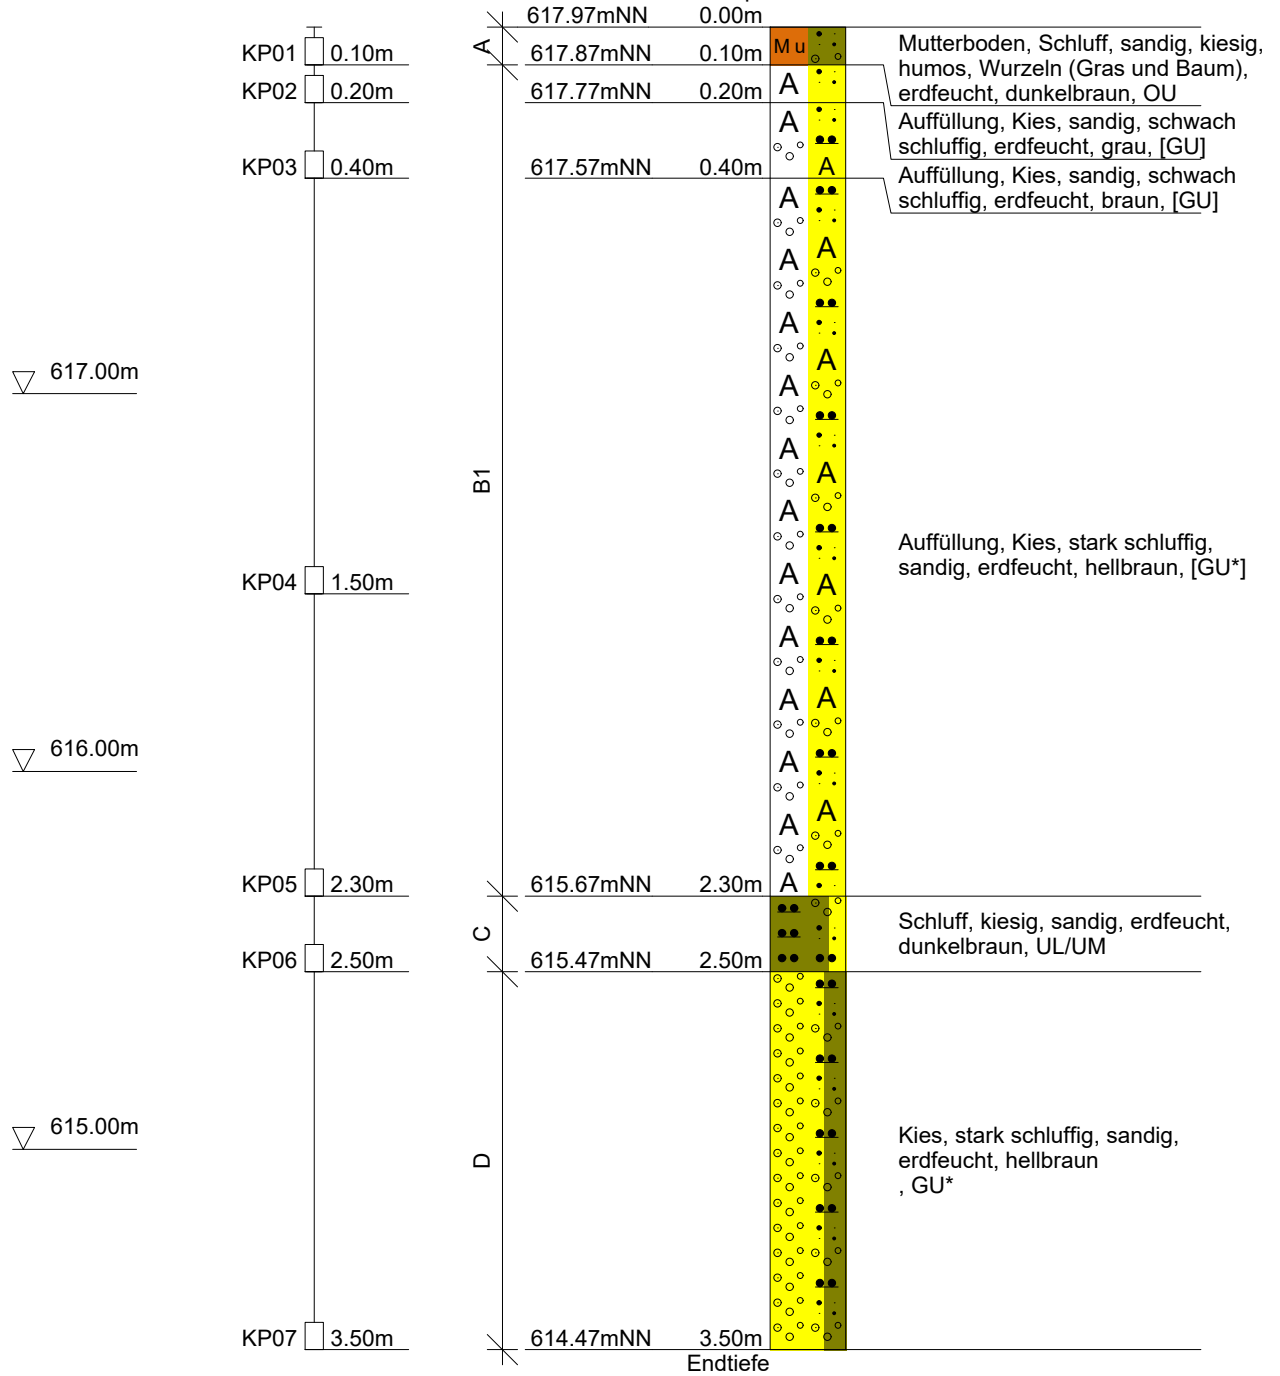 617.97mNN 0.00m
A
KP01 0.10m 617.87mNN 0.10m
Mu
Mutterboden, Schluff, sandig, kiesig,
humos, Wurzeln (Gras und Baum),
erdfeucht, dunkelbraun, OU
KP02 0.20m 617.77mNN 0.20m
A
A
Auffüllung, Kies, sandig, schwach
schluffig, erdfeucht, grau, [GU]
KP03 0.40m 617.57mNN 0.40m
A
Auffüllung, Kies, sandig, schwach
schluffig, erdfeucht, braun, [GU]
A
A
A
A
617.00m
A
A
A
A
B1
A
Auffüllung, Kies, stark schluffig,
sandig, erdfeucht, hellbraun, [GU*]
KP04 1.50m
A
A
A
A
A
616.00m
A
A
A
KP05 2.30m 615.67mNN 2.30m
A
C
Schluff, kiesig, sandig, erdfeucht,
dunkelbraun, UL/UM
KP06 2.50m 615.47mNN 2.50m
615.00m
D
Kies, stark schluffig, sandig,
erdfeucht, hellbraun
, GU*
KP07 3.50m 614.47mNN 3.50m
Endtiefe